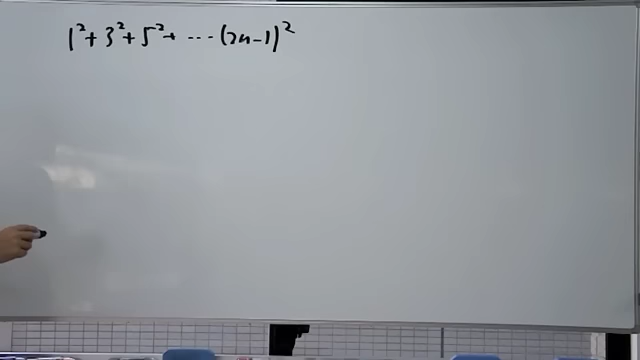 1² + 3² + 5² + ··· (2n-1)²